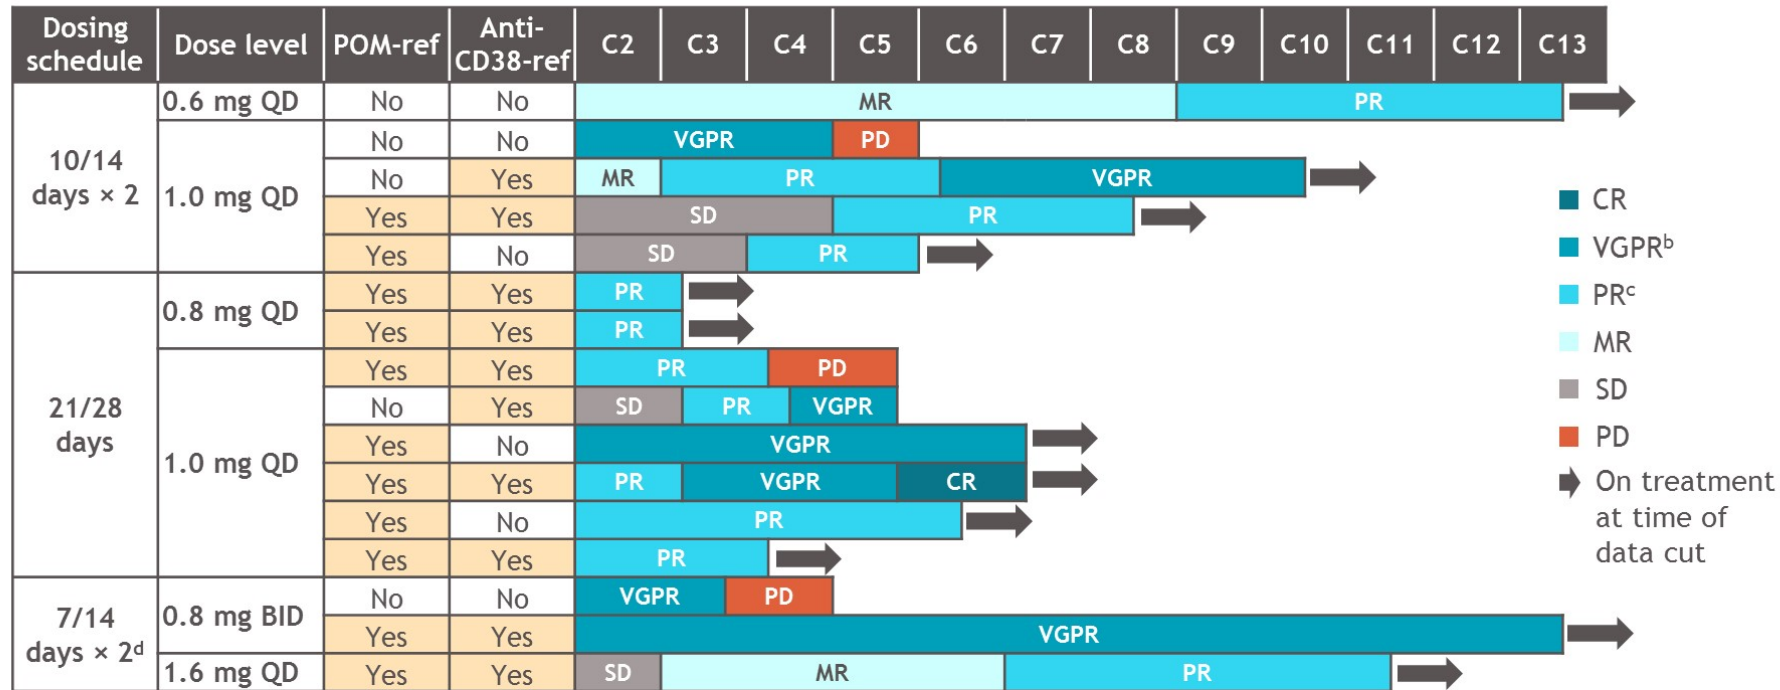 Dosing schedule Dose level POM-ref Anti-CD38-ref C2 C3 C4 C5 C6 C7 C8 C9 C10 C11 C12 C13
10/14 days × 2
0.6 mg QD No No MR PR
1.0 mg QD
No No VGPR PD
No Yes MR PR VGPR
Yes Yes SD PR
Yes No SD PR
21/28 days
0.8 mg QD
Yes Yes PR
Yes Yes PR
1.0 mg QD
Yes Yes PR PD
No Yes SD PR VGPR
Yes No VGPR
Yes Yes PR VGPR CR
Yes No PR
Yes Yes PR
7/14 days × 2ᵈ
0.8 mg BID
No No VGPR PD
Yes Yes VGPR
1.6 mg QD Yes Yes SD MR PR
CR
VGPRᵇ
PRᶜ
MR
SD
PD
On treatment
at time of
data cut